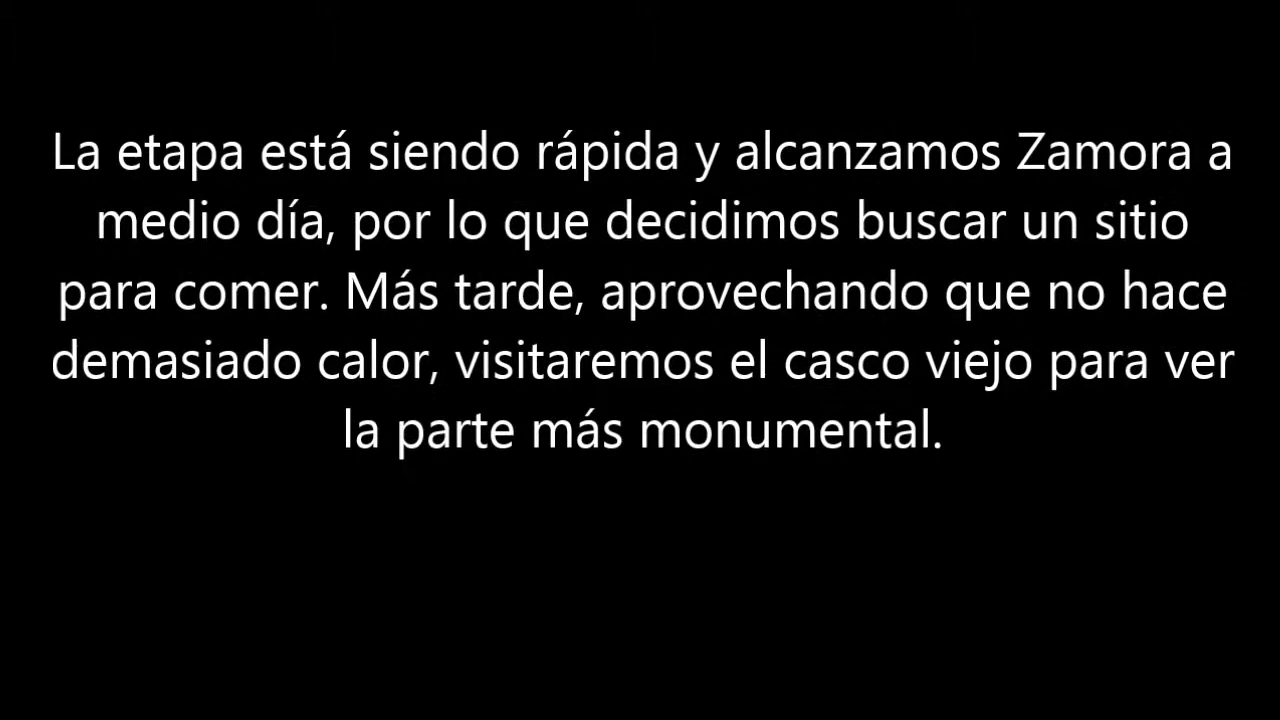 La etapa está siendo rápida y alcanzamos Zamora a
medio día, por lo que decidimos buscar un sitio
para comer. Más tarde, aprovechando que no hace
demasiado calor, visitaremos el casco viejo para ver
la parte más monumental.